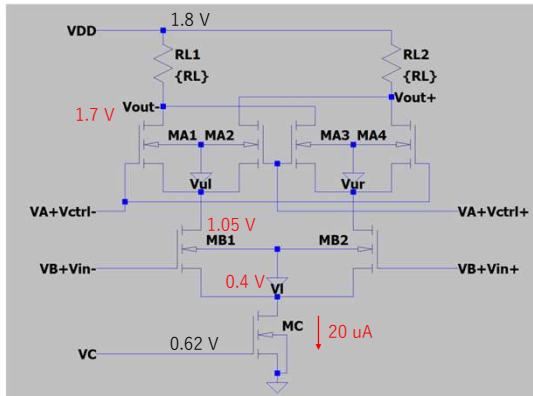 1.8 V
VDD
RL1
{RL}
RL2
{RL}
Vout-
Vout+
1.7 V
MA1 MA2
MA3 MA4
Vul
Vur
VA+Vctrl-
VA+Vctrl+
1.05 V
MB1
MB2
VB+Vin-
VB+Vin+
0.4 V
Vl
MC
20 uA
0.62 V
VC